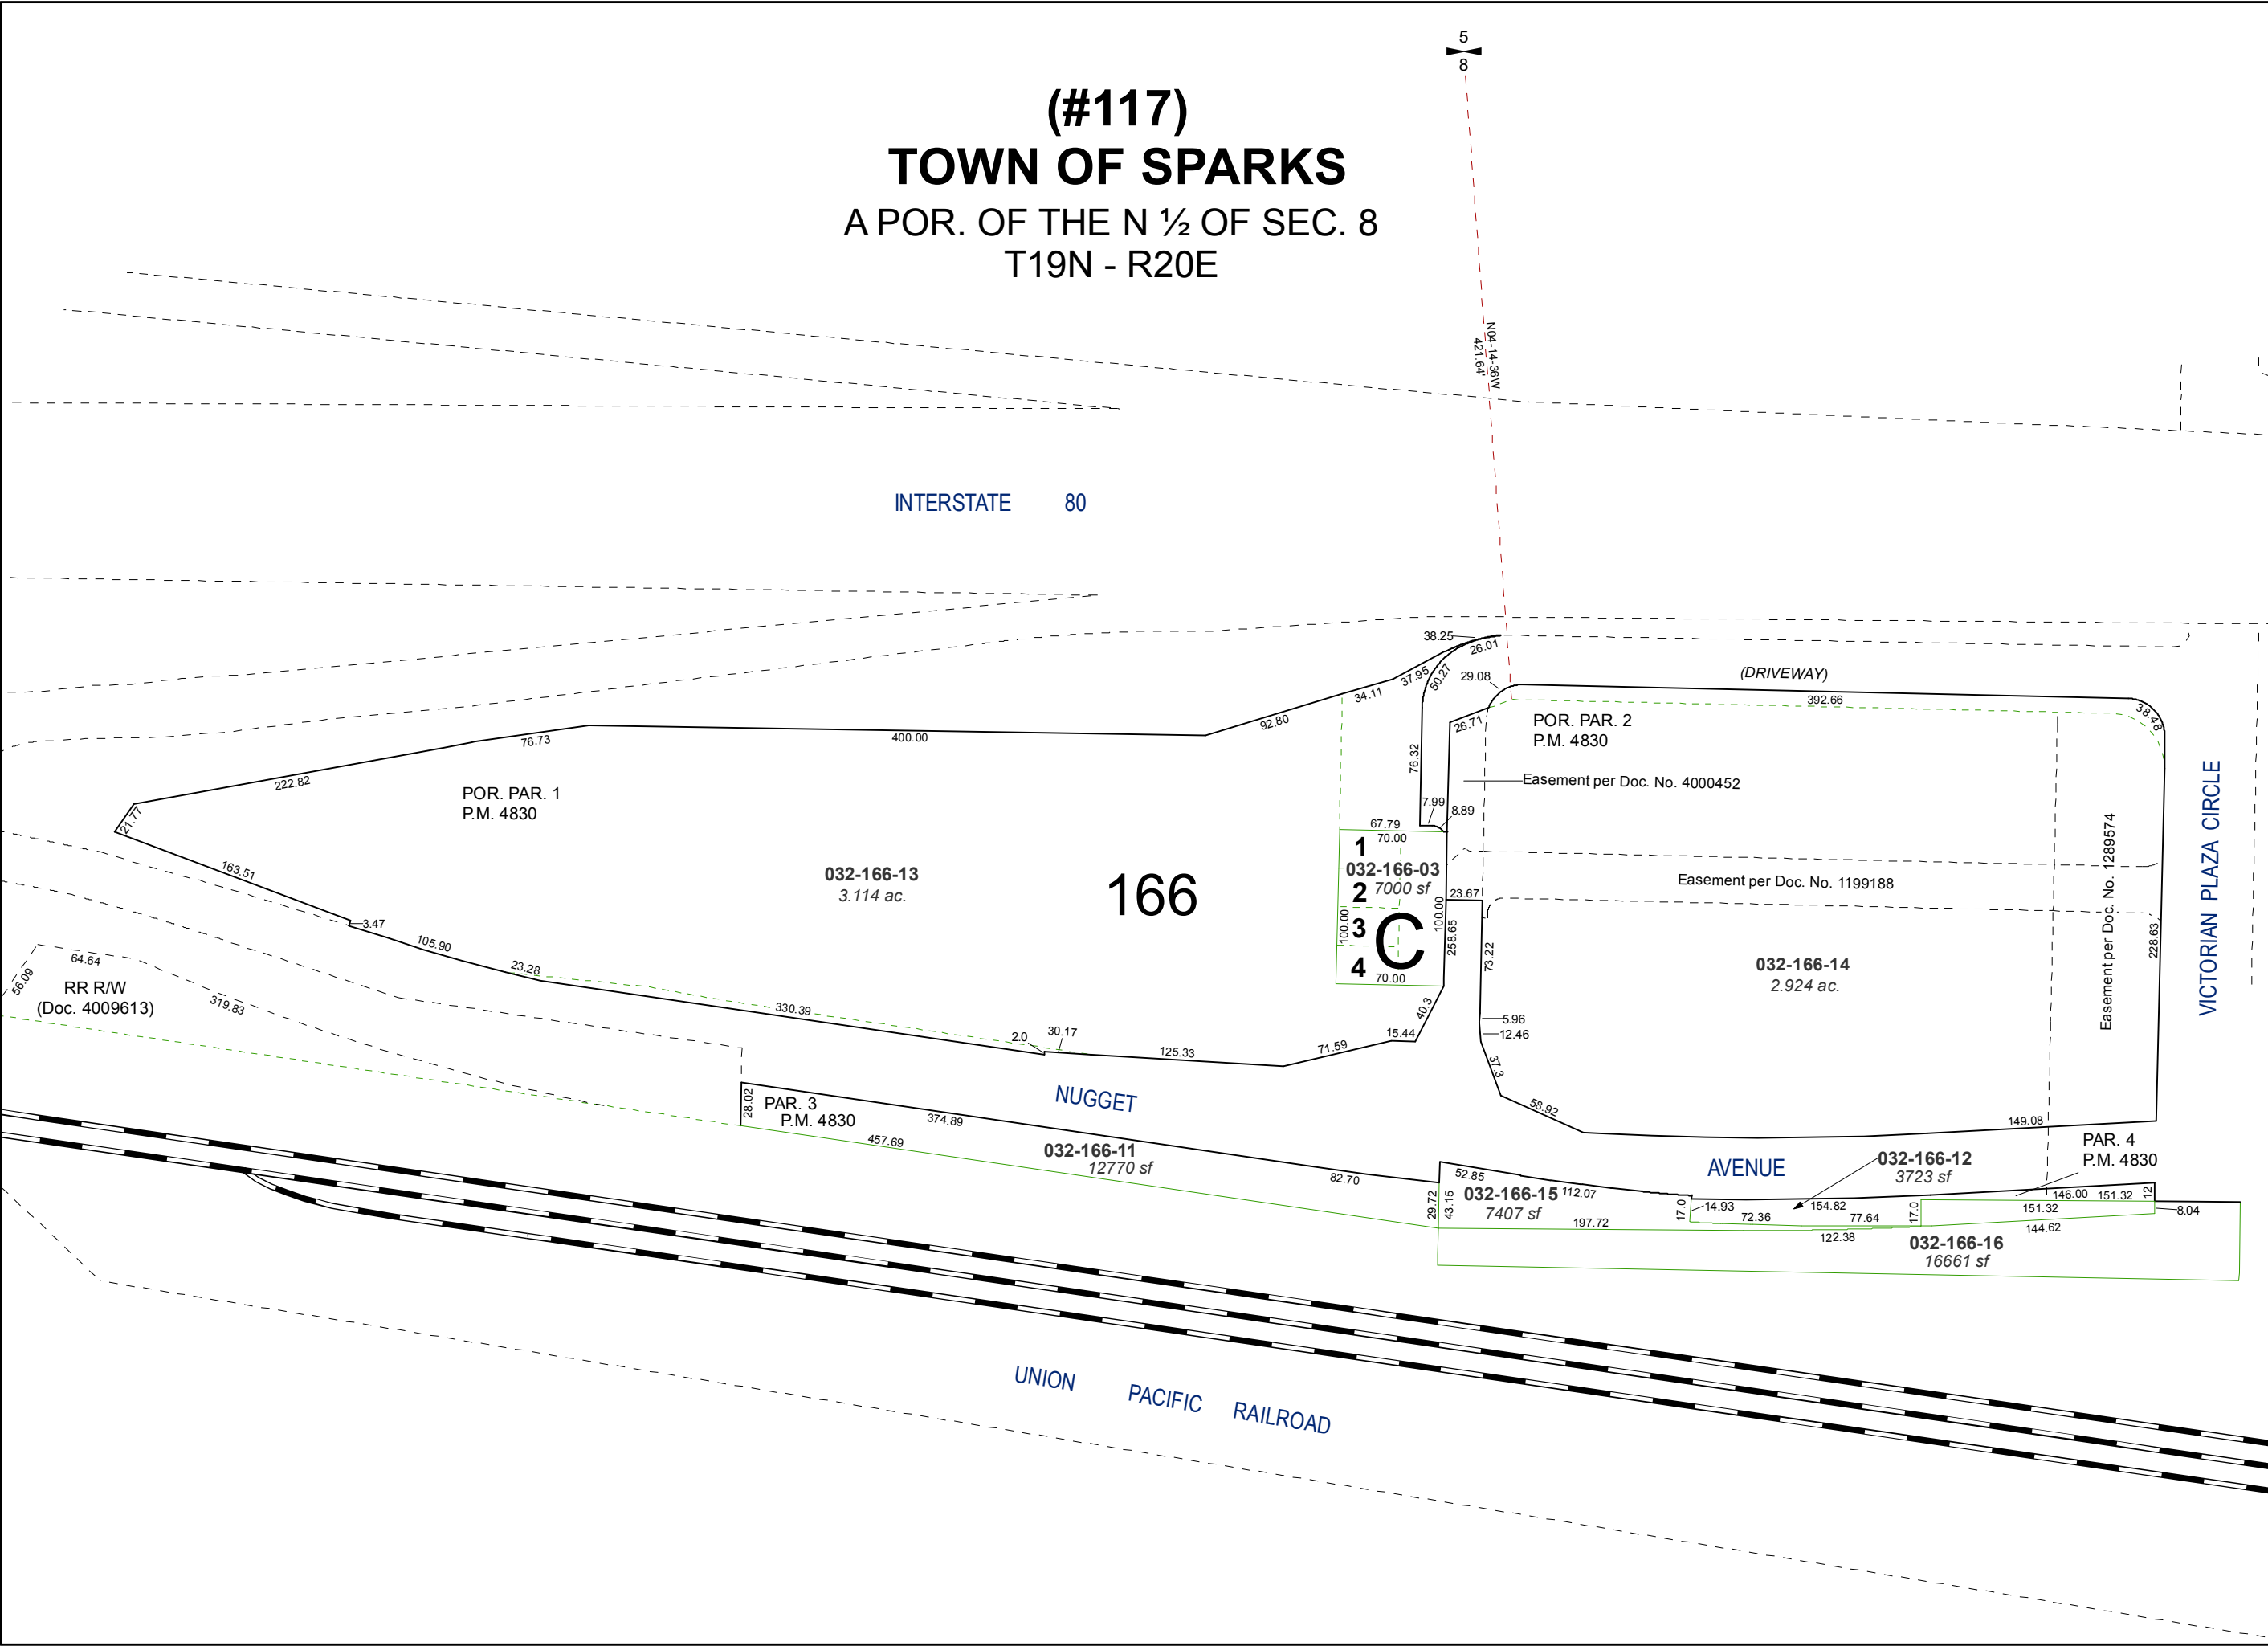 5
8
(#117)
TOWN OF SPARKS
A POR. OF THE N ½ OF SEC. 8
T19N - R20E
N04-14-36W
421.64'
INTERSTATE 80
38.25
26.01
37.95
50.27
34.11
29.08
(DRIVEWAY)
392.66
38.48
92.80
26.71
POR. PAR. 2
P.M. 4830
76.32
400.00
76.73
222.82
21.77
POR. PAR. 1
P.M. 4830
Easement per Doc. No. 4000452
7.99
8.89
67.79
70.00
1
032-166-03
7000 sf
2
3
4
C
100.00
100.00
258.65
70.00
23.67
Easement per Doc. No. 1199188
Easement per Doc. No. 1289574
228.63
VICTORIAN PLAZA CIRCLE
032-166-13
3.114 ac.
166
163.51
3.47
105.90
23.28
73.22
032-166-14
2.924 ac.
64.64
56.09
RR R/W
(Doc. 4009613)
319.83
330.39
2.0
30.17
125.33
71.59
15.44
40.3
5.96
12.46
37.3
58.92
149.08
NUGGET
28.02
PAR. 3
P.M. 4830
374.89
457.69
032-166-11
12770 sf
82.70
AVENUE
032-166-12
3723 sf
PAR. 4
P.M. 4830
52.85
032-166-15
7407 sf
112.07
29.72
43.15
17.0
14.93
154.82
72.36
77.64
17.0
146.00
151.32
12
151.32
8.04
197.72
122.38
144.62
032-166-16
16661 sf
UNION PACIFIC RAILROAD